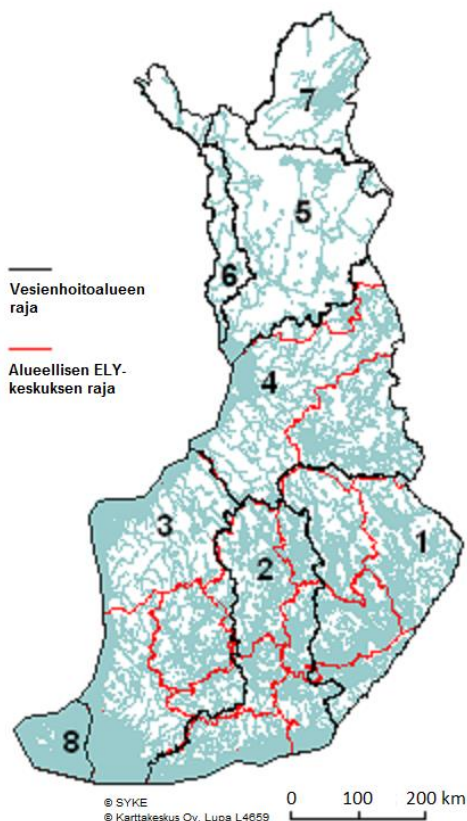 7
5
6
Vesienhoitoalueen
raja
Alueellisen ELY-
keskuksen raja
4
3
1
2
8
© SYKE
© Karttakeskus Oy, Lupa L4659
0 100 200 km